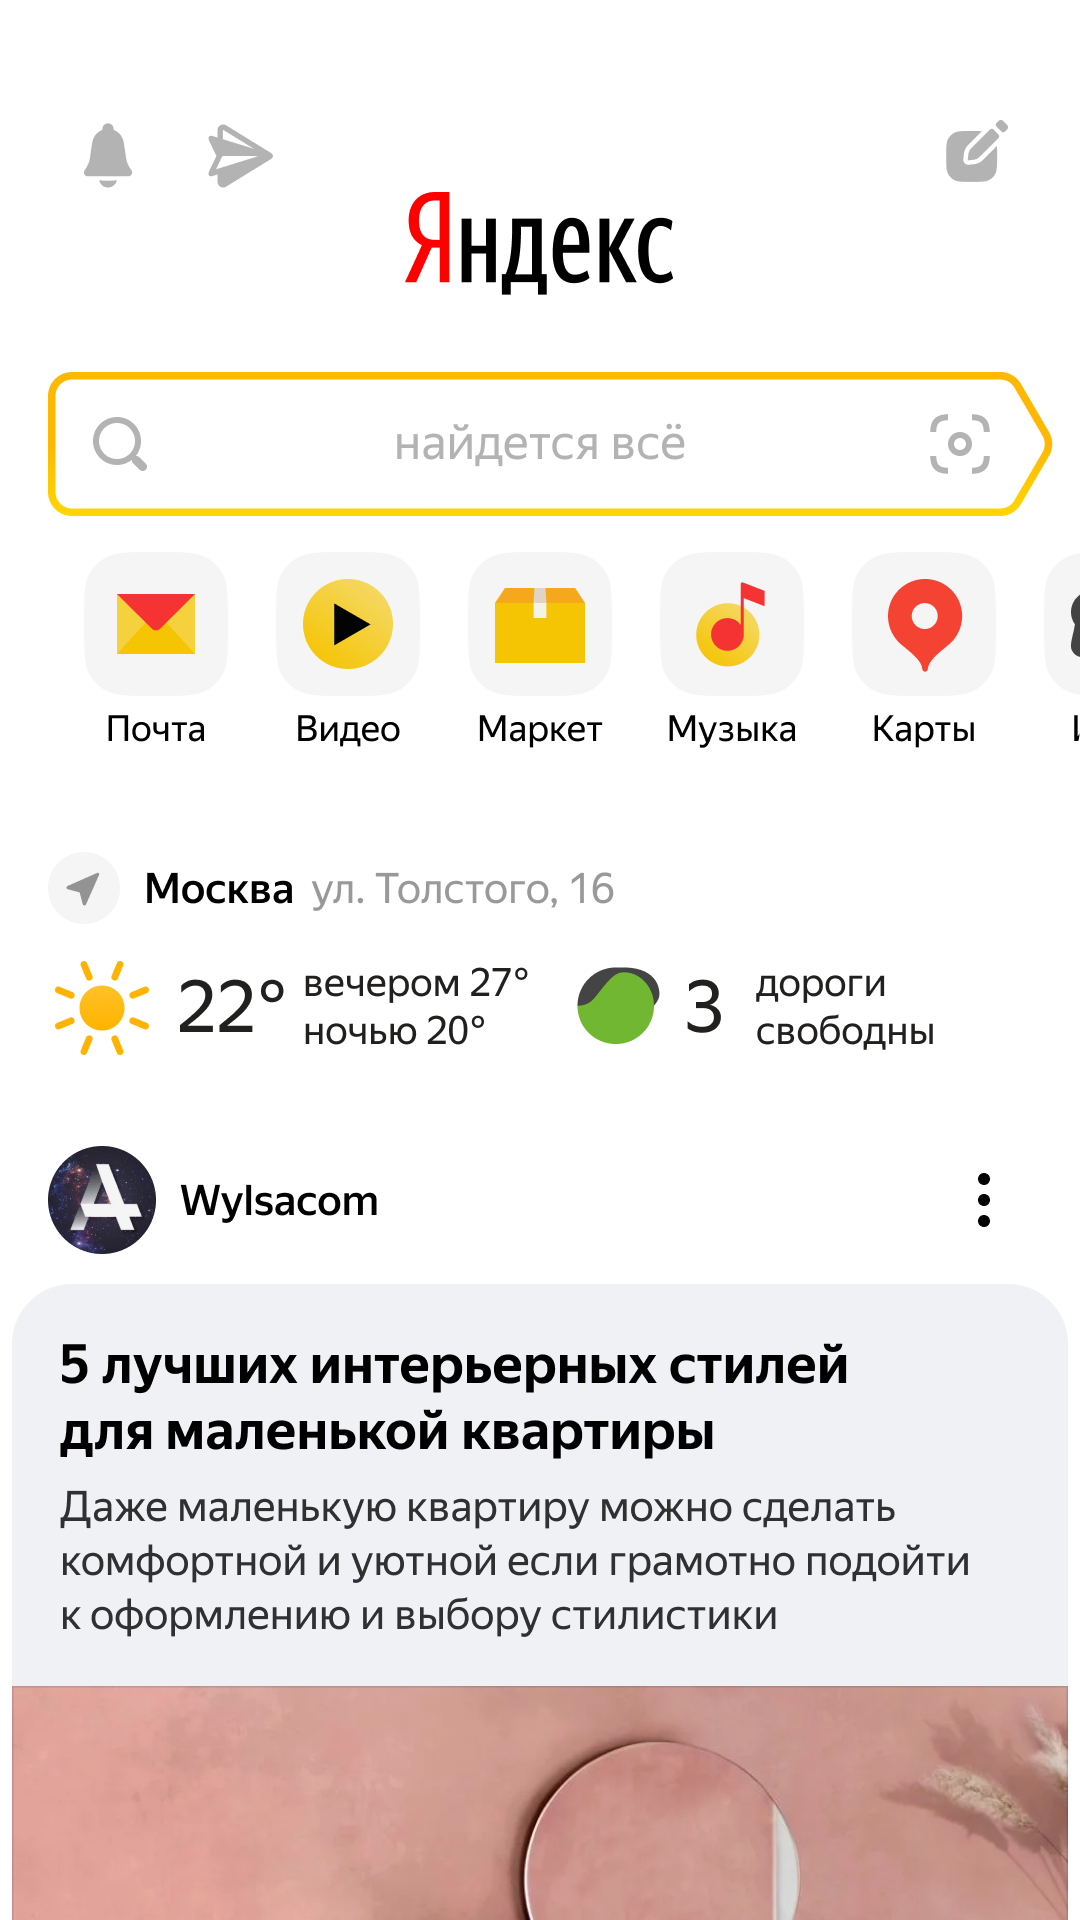 Яндекс
найдется всё
Почта Видео Маркет Музыка Карты
Москва ул. Толстого, 16
22° вечером 27° 3 дороги
ночью 20° свободны
Wylsacom
5 лучших интерьерных стилей
для маленькой квартиры
Даже маленькую квартиру можно сделать
комфортной и уютной если грамотно подойти
к оформлению и выбору стилистики